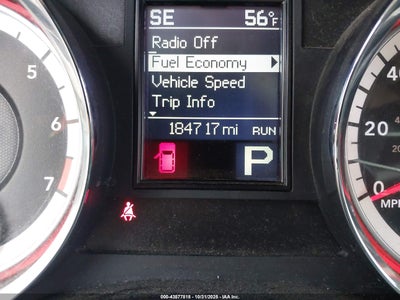 SE 56°F
Radio Off
Fuel Economy
Vehicle Speed
Trip Info
184717 mi RUN
P
5
6
7
40
20
0
MPH
000-43577818 - 10/31/2025 - IAA Inc.